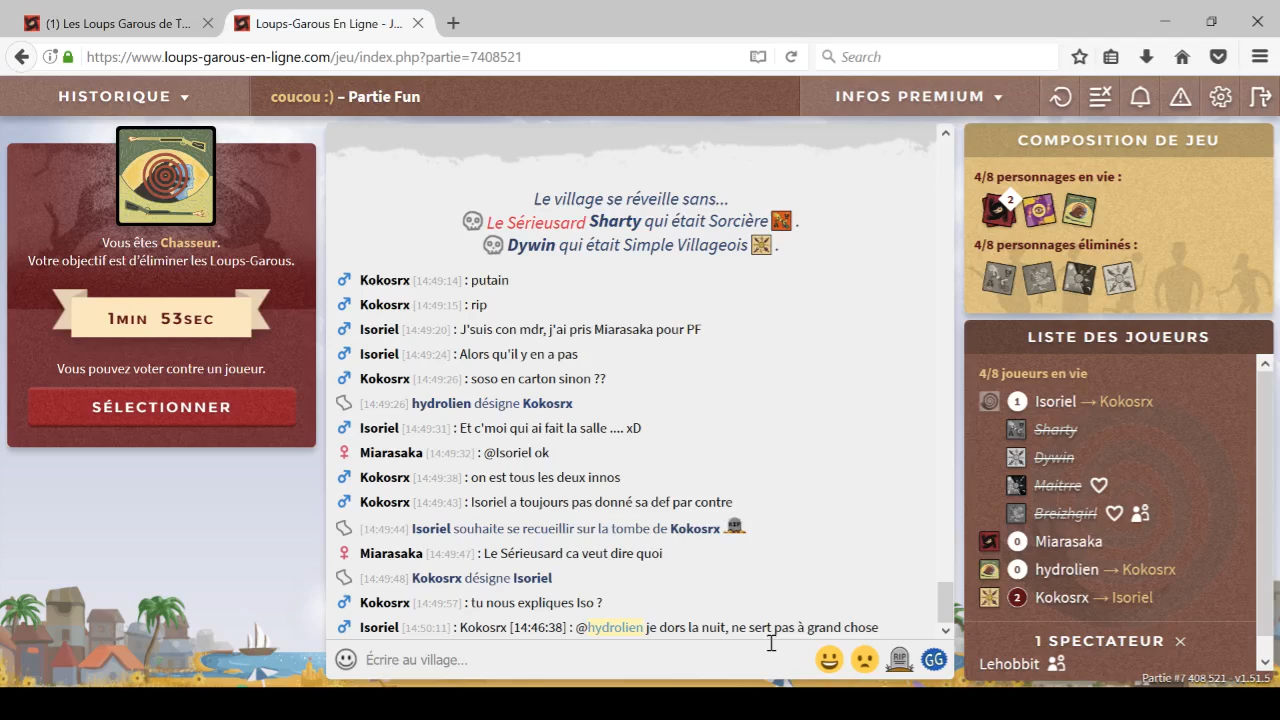 (1) Les Loups Garous de T...
Loups-Garous En Ligne - J...
https://www.loups-garous-en-ligne.com/jeu/index.php?partie=7408521
Search
HISTORIQUE
coucou :) – Partie Fun
INFOS PREMIUM
Vous êtes Chasseur.
Votre objectif est d'éliminer les Loups-Garous.
1MIN 53SEC
Vous pouvez voter contre un joueur.
SÉLECTIONNER
Le village se réveille sans...
Le Sérieusard Sharty qui était Sorcière .
Dywin qui était Simple Villageois .
Kokosrx [14:49:14] : putain
Kokosrx [14:49:15] : rip
Isoriel [14:49:20] : J'suis con mdr, j'ai pris Miarasaka pour PF
Isoriel [14:49:24] : Alors qu'il y en a pas
Kokosrx [14:49:26] : soso en carton sinon ??
[14:49:26] hydrolien désigne Kokosrx
Isoriel [14:49:31] : Et c'moi qui ai fait la salle .... xD
Miarasaka [14:49:32] : @Isoriel ok
Kokosrx [14:49:38] : on est tous les deux innos
Kokosrx [14:49:43] : Isoriel a toujours pas donné sa def par contre
[14:49:44] Isoriel souhaite se recueillir sur la tombe de Kokosrx RIP
Miarasaka [14:49:47] : Le Sérieusard ca veut dire quoi
[14:49:48] Kokosrx désigne Isoriel
Kokosrx [14:49:57] : tu nous expliques Iso ?
Isoriel [14:50:11] : Kokosrx [14:46:38] : @hydrolien je dors la nuit, ne sert pas à grand chose
Écrire au village...
RIP
GG
COMPOSITION DE JEU
4/8 personnages en vie :
2
4/8 personnages éliminés :
LISTE DES JOUEURS
4/8 joueurs en vie
1 Isoriel → Kokosrx
Sharty
Dywin
Maitrre
Breizhgirl
0 Miarasaka
0 hydrolien → Kokosrx
2 Kokosrx → Isoriel
1 SPECTATEUR ×
Lehobbit
Partie #7 408 521 - v1.51.5